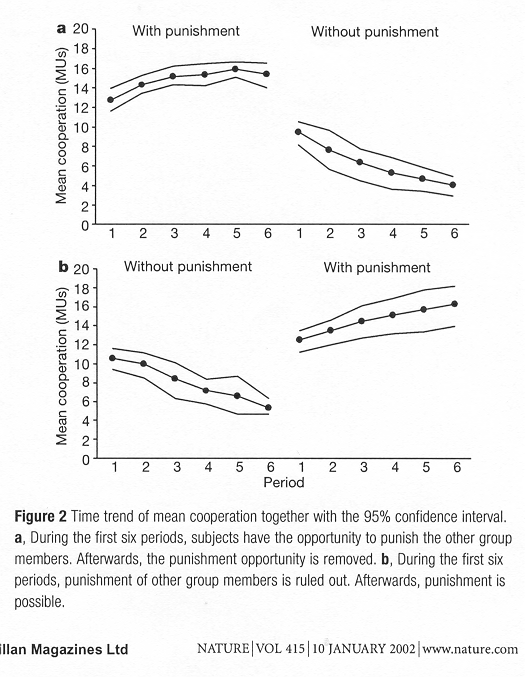 a
With punishment
Without punishment
Mean cooperation (MUs)
20
18
16
14
12
10
8
6
4
2
0
1 2 3 4 5 6 1 2 3 4 5 6
b
Without punishment
With punishment
Mean cooperation (MUs)
20
18
16
14
12
10
8
6
4
2
0
1 2 3 4 5 6 1 2 3 4 5 6
Period
Figure 2 Time trend of mean cooperation together with the 95% confidence interval.
a, During the first six periods, subjects have the opportunity to punish the other group
members. Afterwards, the punishment opportunity is removed. b, During the first six
periods, punishment of other group members is ruled out. Afterwards, punishment is
possible.
illan Magazines Ltd
NATURE | VOL 415 | 10 JANUARY 2002 | www.nature.com